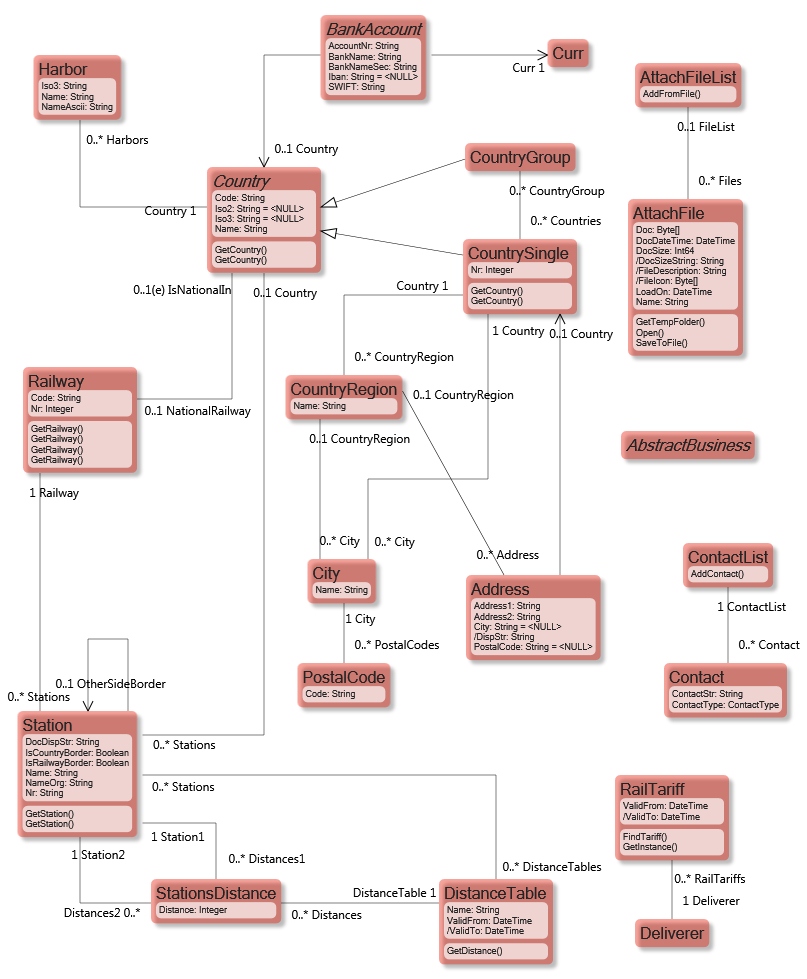 BankAccount
AccountNr: String
BankName: String
BankNameSec: String
Iban: String = <NULL>
SWIFT: String
Curr
Curr 1
Harbor
Iso3: String
Name: String
NameAscii: String
0..* Harbors
0..1 Country
AttachFileList
AddFromFile()
0..1 FileList
0..* Files
Country
Code: String
Iso2: String = <NULL>
Iso3: String = <NULL>
Name: String
GetCountry()
GetCountry()
Country 1
CountryGroup
0..* CountryGroup
0..* Countries
CountrySingle
Nr: Integer
GetCountry()
GetCountry()
AttachFile
Doc: Byte[]
DocDateTime: DateTime
DocSize: Int64
/DocSizeString: String
/FileDescription: String
/FileIcon: Byte[]
LoadOn: DateTime
Name: String
GetTempFolder()
Open()
SaveToFile()
0..1(e) IsNationalIn
0..1 Country
Country 1
1 Country
0..1 Country
0..* CountryRegion
Railway
Code: String
Nr: Integer
GetRailway()
GetRailway()
GetRailway()
GetRailway()
0..1 NationalRailway
CountryRegion
Name: String
0..1 CountryRegion
0..1 CountryRegion
AbstractBusiness
1 Railway
0..* City
0..* City
0..* Address
City
Name: String
1 City
0..* PostalCodes
Address
Address1: String
Address2: String
City: String = <NULL>
/DispStr: String
PostalCode: String = <NULL>
ContactList
AddContact()
1 ContactList
0..* Contact
PostalCode
Code: String
Contact
ContactStr: String
ContactType: ContactType
0..1 OtherSideBorder
0..* Stations
Station
DocDispStr: String
IsCountryBorder: Boolean
IsRailwayBorder: Boolean
Name: String
NameOrg: String
Nr: String
GetStation()
GetStation()
0..* Stations
0..* Stations
1 Station1
1 Station2
0..* Distances1
Distances2 0..*
StationsDistance
Distance: Integer
0..* Distances
DistanceTable 1
0..* DistanceTables
DistanceTable
Name: String
ValidFrom: DateTime
/ValidTo: DateTime
GetDistance()
RailTariff
ValidFrom: DateTime
/ValidTo: DateTime
FindTariff()
GetInstance()
0..* RailTariffs
1 Deliverer
Deliverer